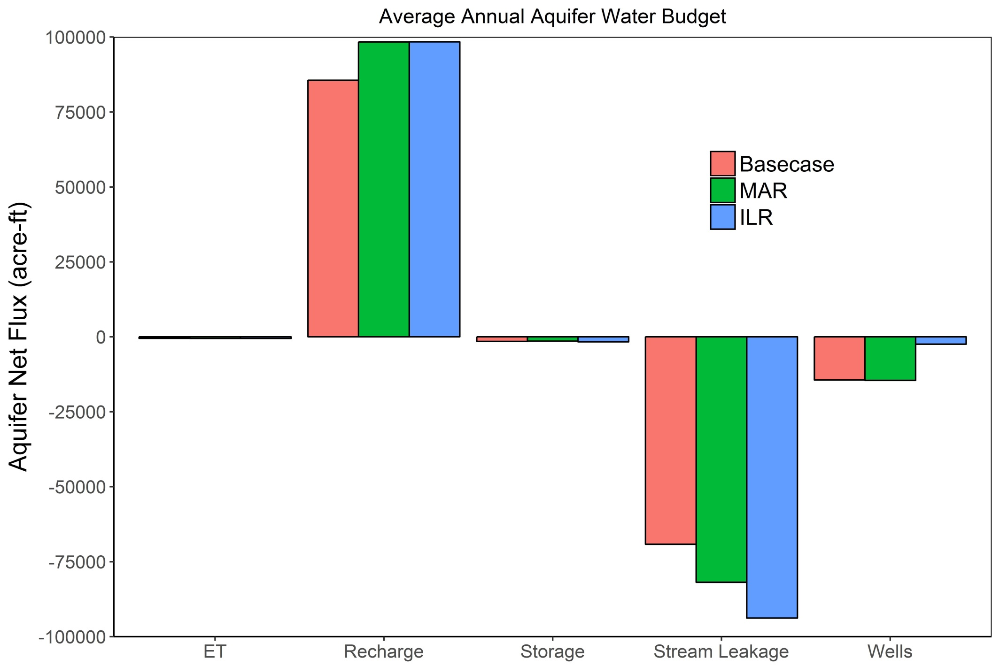 Average Annual Aquifer Water Budget
Aquifer Net Flux (acre-ft)
100000
75000
50000
25000
0
-25000
-50000
-75000
-100000
Basecase
MAR
ILR
ET
Recharge
Storage
Stream Leakage
Wells